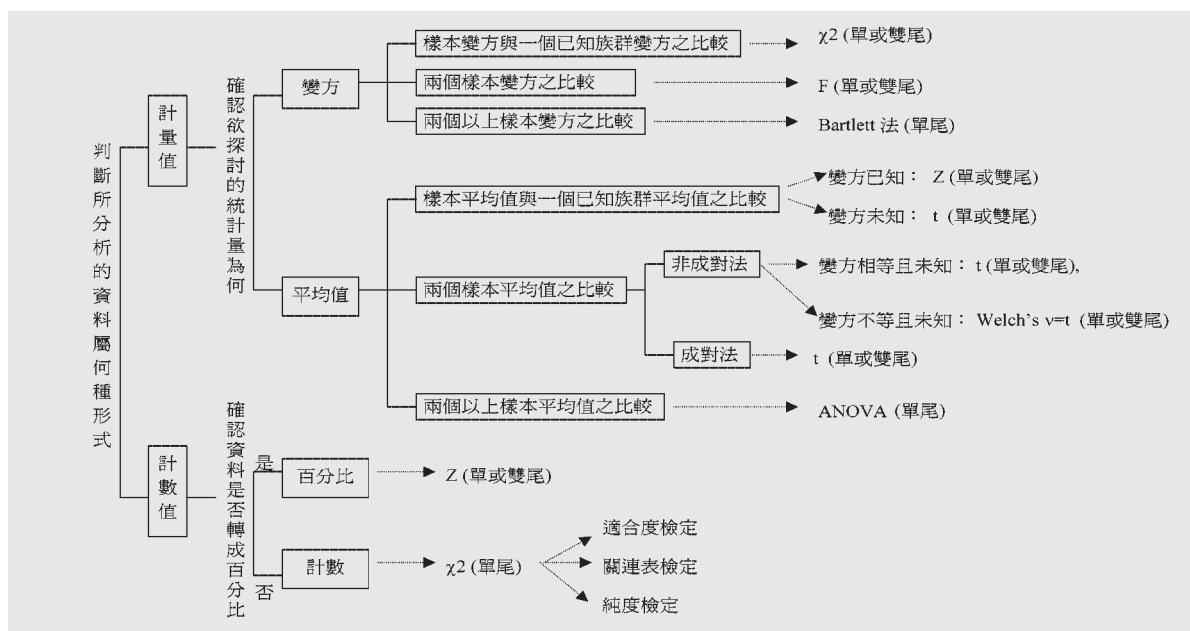 判斷所分析的資料屬何種形式
計量值
確認欲探討的統計量為何
變方
樣本變方與一個已知族群變方之比較
χ2 (單或雙尾)
兩個樣本變方之比較
F (單或雙尾)
兩個以上樣本變方之比較
Bartlett 法 (單尾)
平均值
樣本平均值與一個已知族群平均值之比較
變方已知： Z (單或雙尾)
變方未知： t (單或雙尾)
兩個樣本平均值之比較
非成對法
變方相等且未知： t (單或雙尾),
變方不等且未知： Welch's ν=t (單或雙尾)
成對法
t (單或雙尾)
兩個以上樣本平均值之比較
ANOVA (單尾)
計數值
確認資料是否轉成百分比
是
百分比
Z (單或雙尾)
否
計數
χ2 (單尾)
適合度檢定
關連表檢定
純度檢定